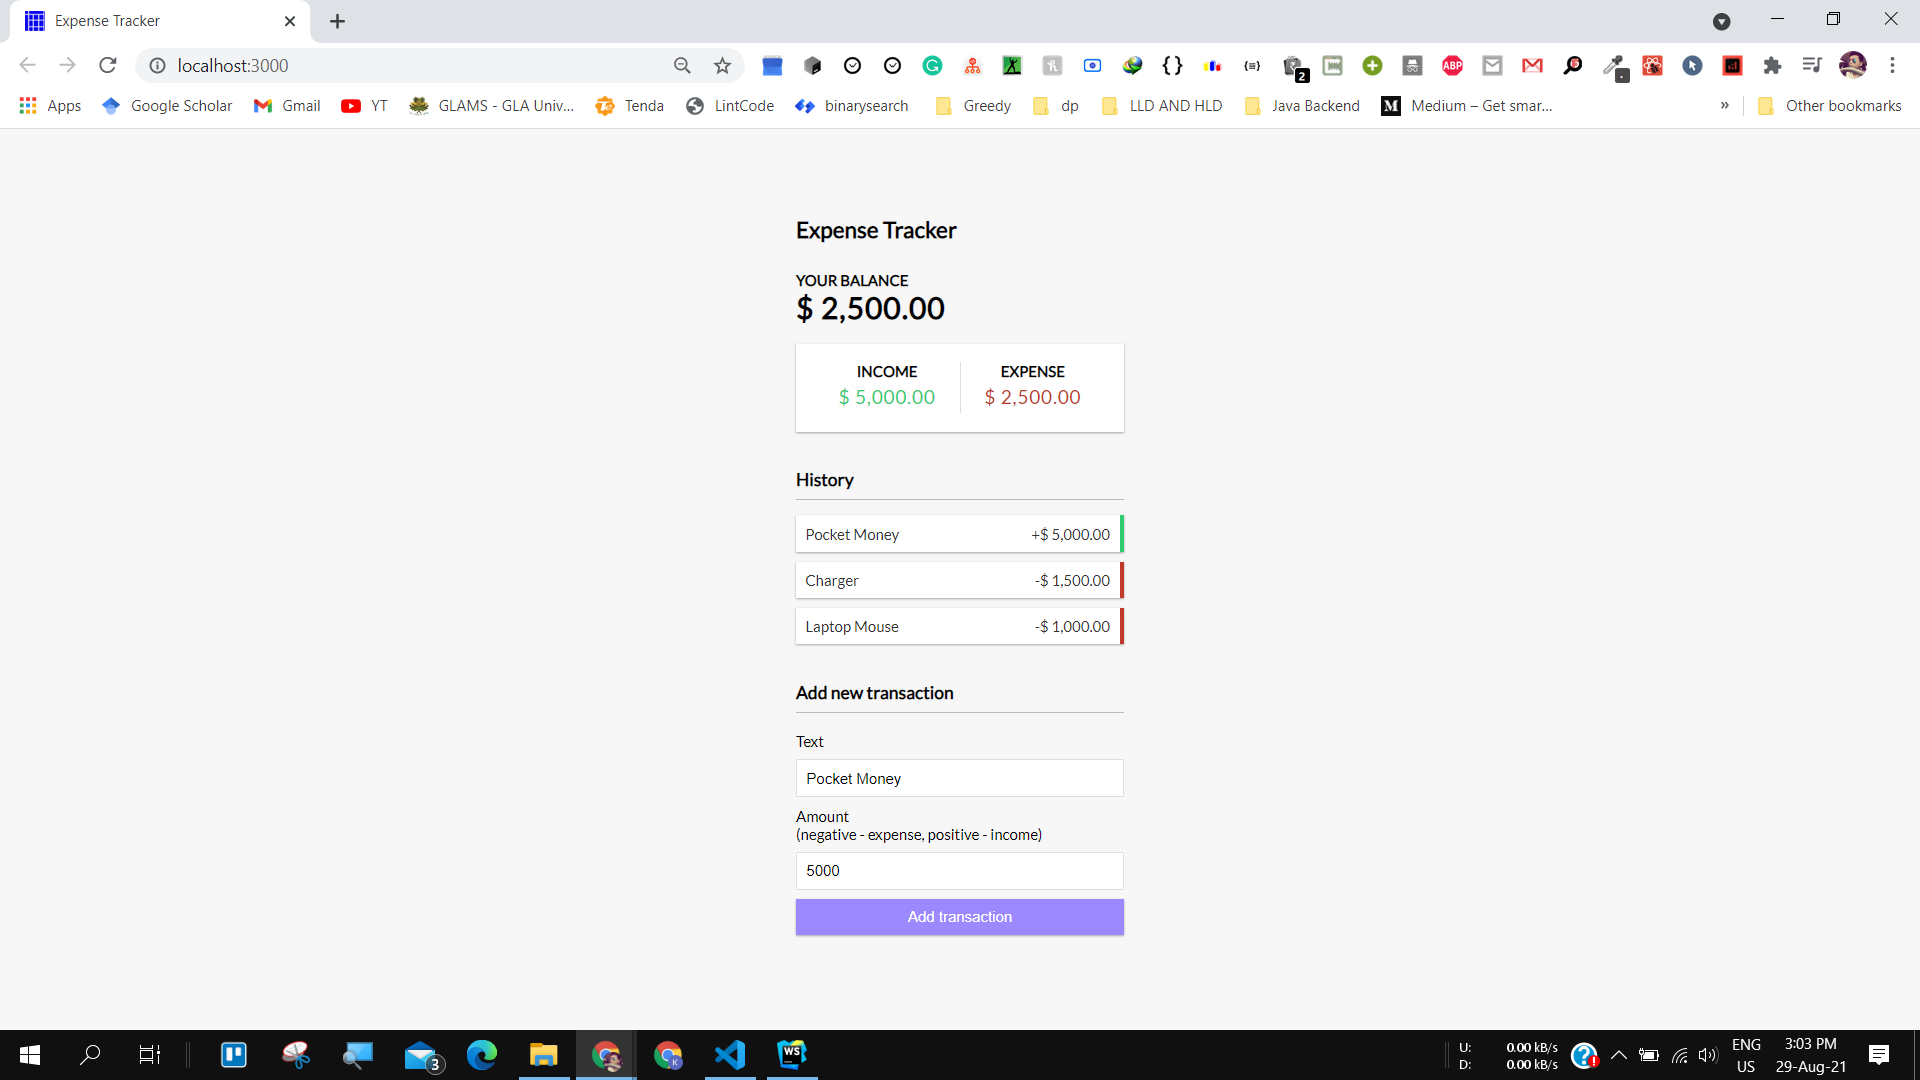 Expense Tracker
localhost:3000
2
ABP
Apps
Google Scholar
Gmail
YT
GLAMS - GLA Univ...
Tenda
LintCode
binarysearch
Greedy
dp
LLD AND HLD
Java Backend
M
Medium – Get smar...
»
Other bookmarks
Expense Tracker
YOUR BALANCE
$ 2,500.00
INCOME
EXPENSE
$ 5,000.00
$ 2,500.00
History
Pocket Money
+$ 5,000.00
Charger
-$ 1,500.00
Laptop Mouse
-$ 1,000.00
Add new transaction
Text
Pocket Money
Amount
(negative - expense, positive - income)
5000
Add transaction
3
K
WS
U: 0.00 kB/s
D: 0.00 kB/s
ENG
US
3:03 PM
29-Aug-21